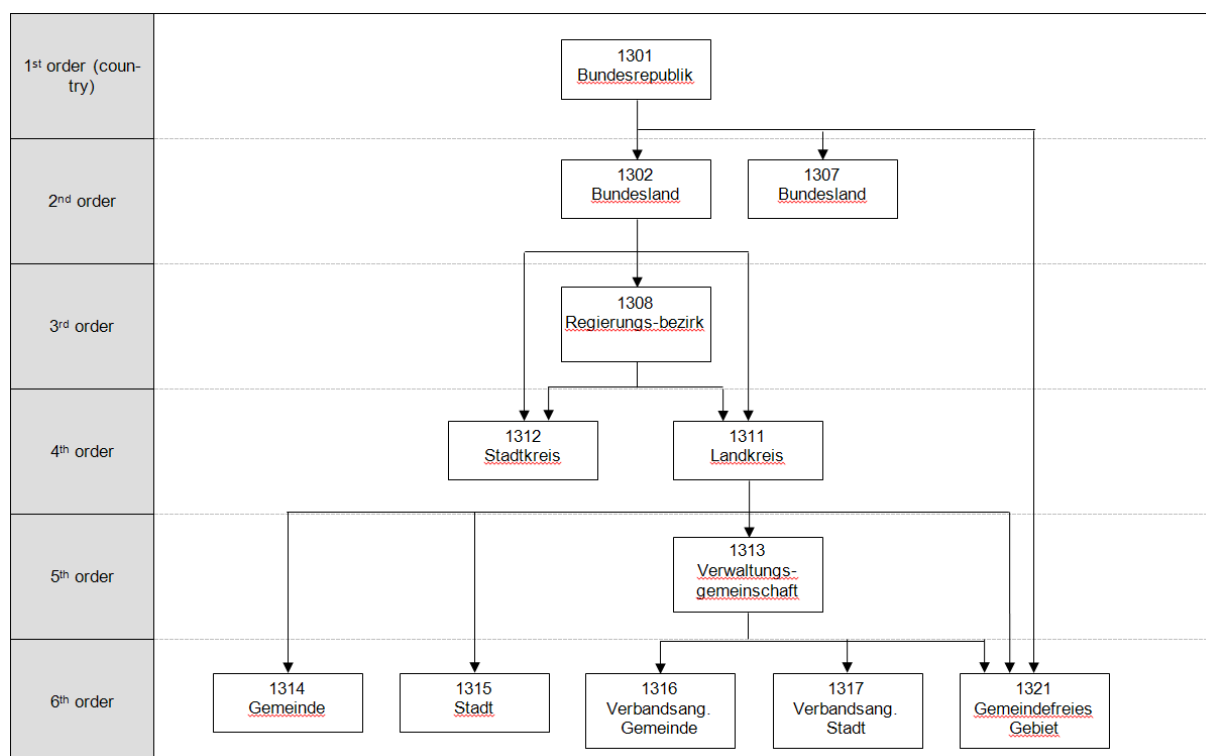 1st order (coun-
try)
1301
Bundesrepublik
2nd order
1302
Bundesland
1307
Bundesland
3rd order
1308
Regierungs-bezirk
4th order
1312
Stadtkreis
1311
Landkreis
5th order
1313
Verwaltungs-
gemeinschaft
6th order
1314
Gemeinde
1315
Stadt
1316
Verbandsang.
Gemeinde
1317
Verbandsang.
Stadt
1321
Gemeindefreies
Gebiet